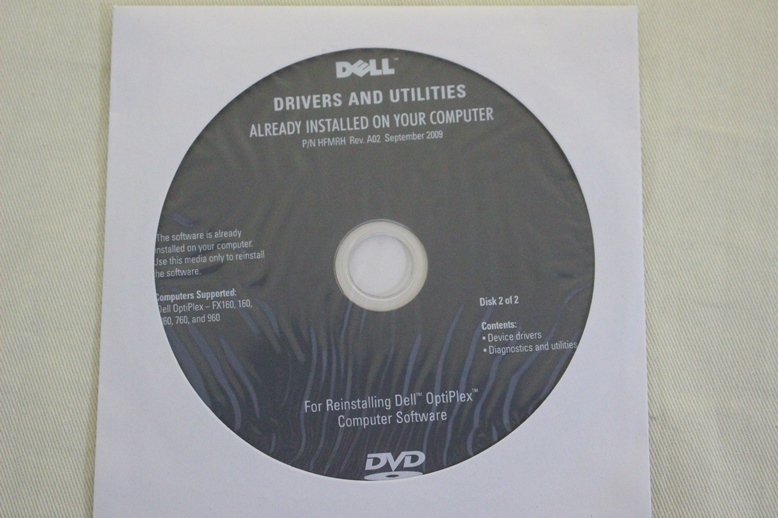 DELL™
DRIVERS AND UTILITIES
ALREADY INSTALLED ON YOUR COMPUTER
P/N HFMRH Rev. A02 September 2009
The software is already
installed on your computer.
Use this media only to reinstall
the software.
Computers Supported:
Dell OptiPlex – FX160, 160,
760, and 960
Disk 2 of 2
Contents:
• Device drivers
• Diagnostics and utilities
For Reinstalling Dell™ OptiPlex™
Computer Software
DVD